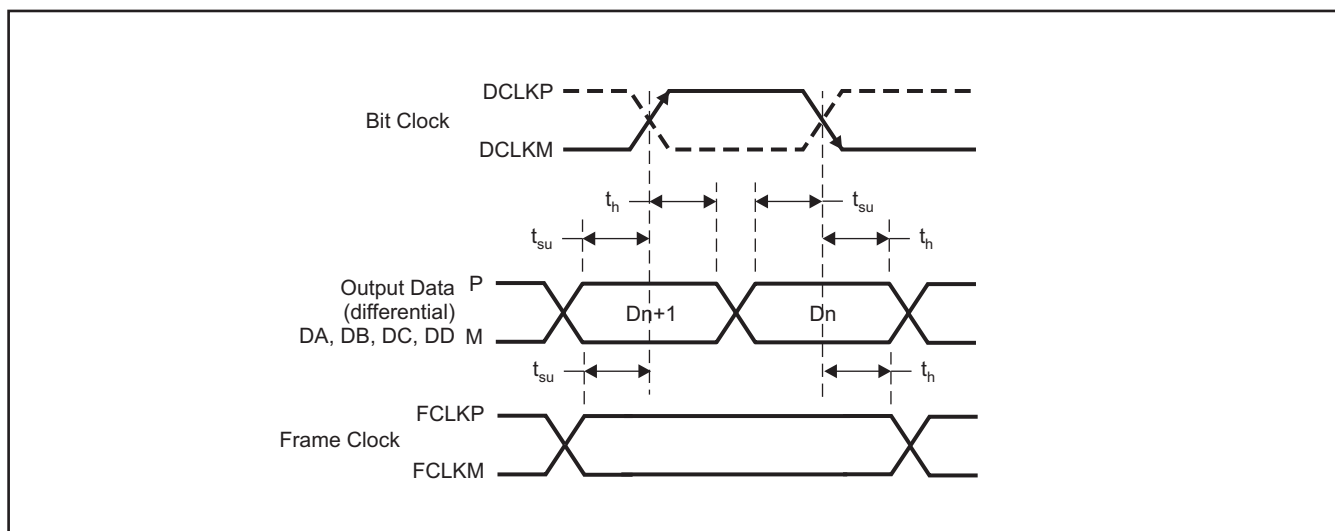 DCLKP
Bit Clock
DCLKM
t_h
t_su
t_su
t_h
Output Data P
(differential)
DA, DB, DC, DD M
Dn+1
Dn
t_su
t_h
FCLKP
Frame Clock
FCLKM